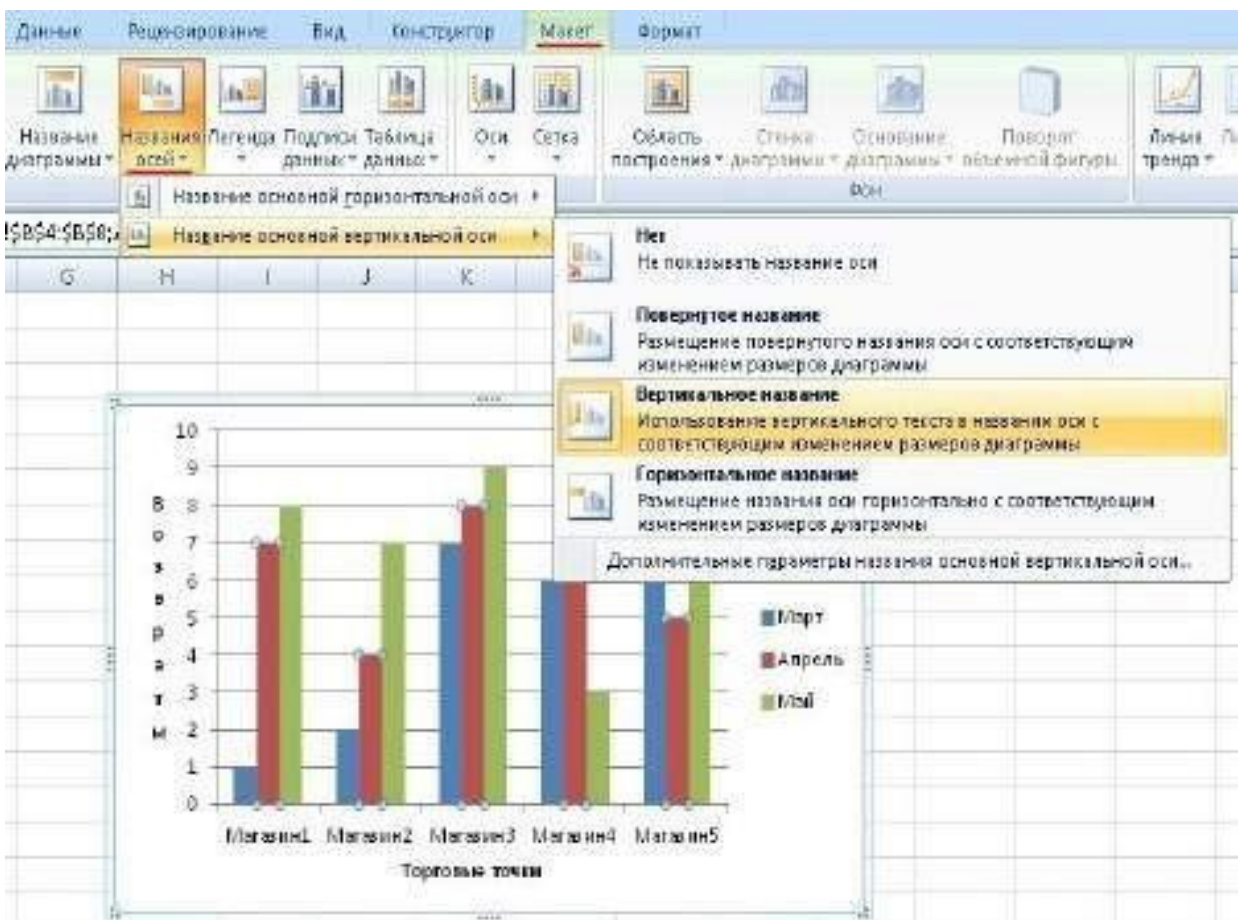 Данные Рецензирование Вид Конструктор Макет Формат
Название диаграммы
Названия осей
Легенда
Подписи данных
Таблица данных
Оси
Сетка
Область построения
Стенка диаграммы
Основание диаграммы
Поворот объемной фигуры
Линия тренда
Фон
Название основной горизонтальной оси
$B$4:$B$8;
Название основной вертикальной оси
G H I J K
Нет
Не показывать название оси
Повернутое название
Размещение повернутого названия оси с соответствующим
изменением размеров диаграммы
Вертикальное название
Использование вертикального текста в названии оси с
соответствующим изменением размеров диаграммы
Горизонтальное название
Размещение названия оси горизонтально с соответствующим
изменением размеров диаграммы
Дополнительные параметры названия основной вертикальной оси...
Возвраты
10
9
8
7
6
5
4
3
2
1
0
Март
Апрель
Май
Магазин1 Магазин2 Магазин3 Магазин4 Магазин5
Торговые точки